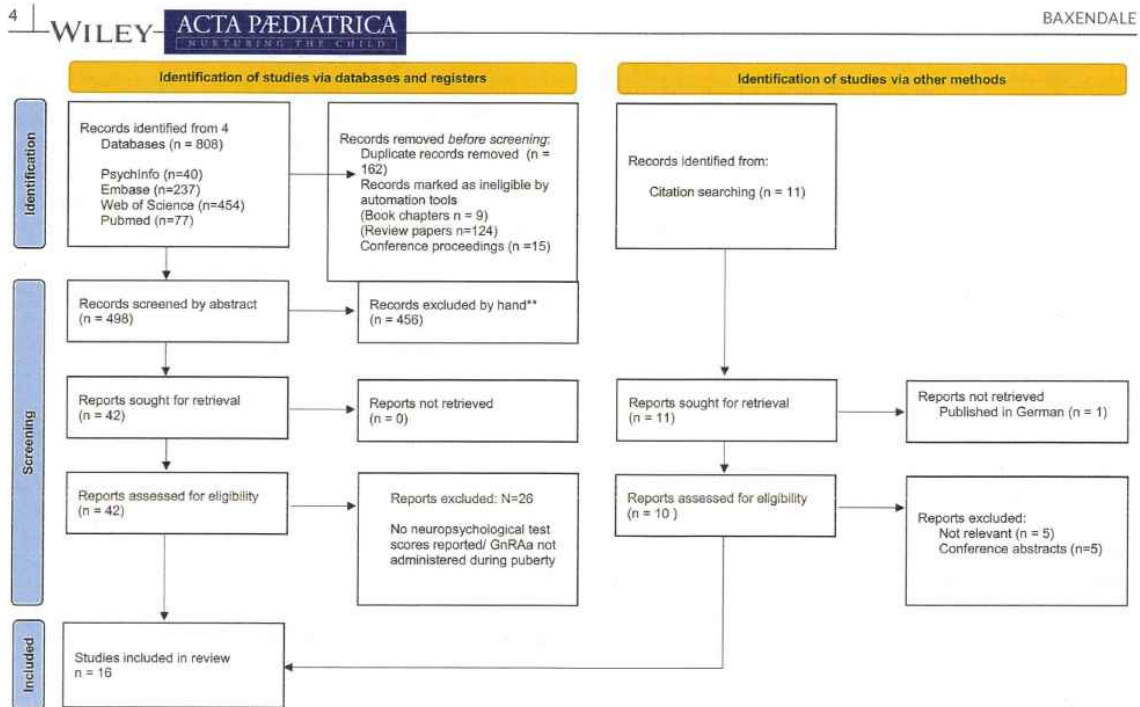 4
WILEY
ACTA PÆDIATRICA
NURTURING THE CHILD
BAXENDALE
Identification of studies via databases and registers
Identification of studies via other methods
Identification
Records identified from 4
Databases (n = 808)
PsychInfo (n=40)
Embase (n=237)
Web of Science (n=454)
Pubmed (n=77)
Records removed before screening:
Duplicate records removed (n =
162)
Records marked as ineligible by
automation tools
(Book chapters n = 9)
(Review papers n=124)
Conference proceedings (n =15)
Records identified from:
Citation searching (n = 11)
Screening
Records screened by abstract
(n = 498)
Records excluded by hand**
(n = 456)
Reports sought for retrieval
(n = 42)
Reports not retrieved
(n = 0)
Reports sought for retrieval
(n = 11)
Reports not retrieved
Published in German (n = 1)
Reports assessed for eligibility
(n = 42)
Reports excluded: N=26
No neuropsychological test
scores reported/ GnRAa not
administered during puberty
Reports assessed for eligibility
(n = 10 )
Reports excluded:
Not relevant (n = 5)
Conference abstracts (n=5)
Included
Studies included in review
n = 16